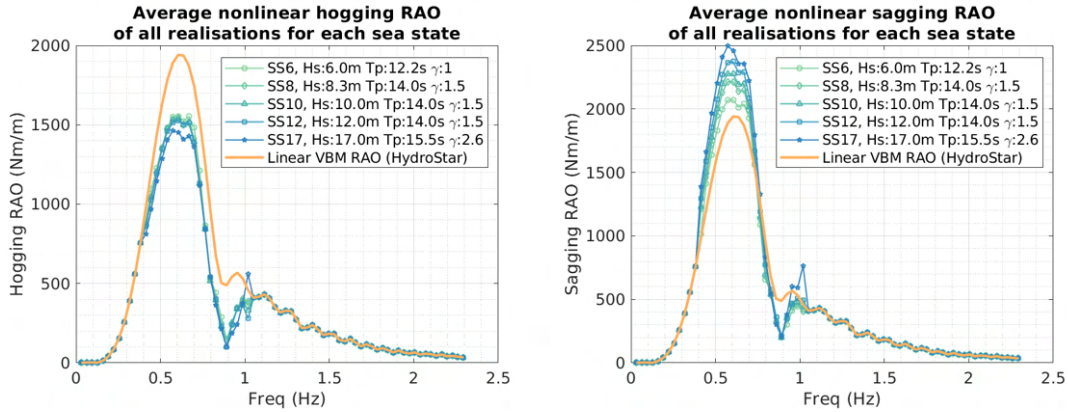 Average nonlinear hogging RAO
of all realisations for each sea state
2000
1500
1000
500
0
Hogging RAO (Nm/m)
SS6, Hs:6.0m Tp:12.2s γ:1
SS8, Hs:8.3m Tp:14.0s γ:1.5
SS10, Hs:10.0m Tp:14.0s γ:1.5
SS12, Hs:12.0m Tp:14.0s γ:1.5
SS17, Hs:17.0m Tp:15.5s γ:2.6
Linear VBM RAO (HydroStar)
0 0.5 1 1.5 2 2.5
Freq (Hz)
Average nonlinear sagging RAO
of all realisations for each sea state
2500
2000
1500
1000
500
0
Sagging RAO (Nm/m)
SS6, Hs:6.0m Tp:12.2s γ:1
SS8, Hs:8.3m Tp:14.0s γ:1.5
SS10, Hs:10.0m Tp:14.0s γ:1.5
SS12, Hs:12.0m Tp:14.0s γ:1.5
SS17, Hs:17.0m Tp:15.5s γ:2.6
Linear VBM RAO (HydroStar)
0 0.5 1 1.5 2 2.5
Freq (Hz)